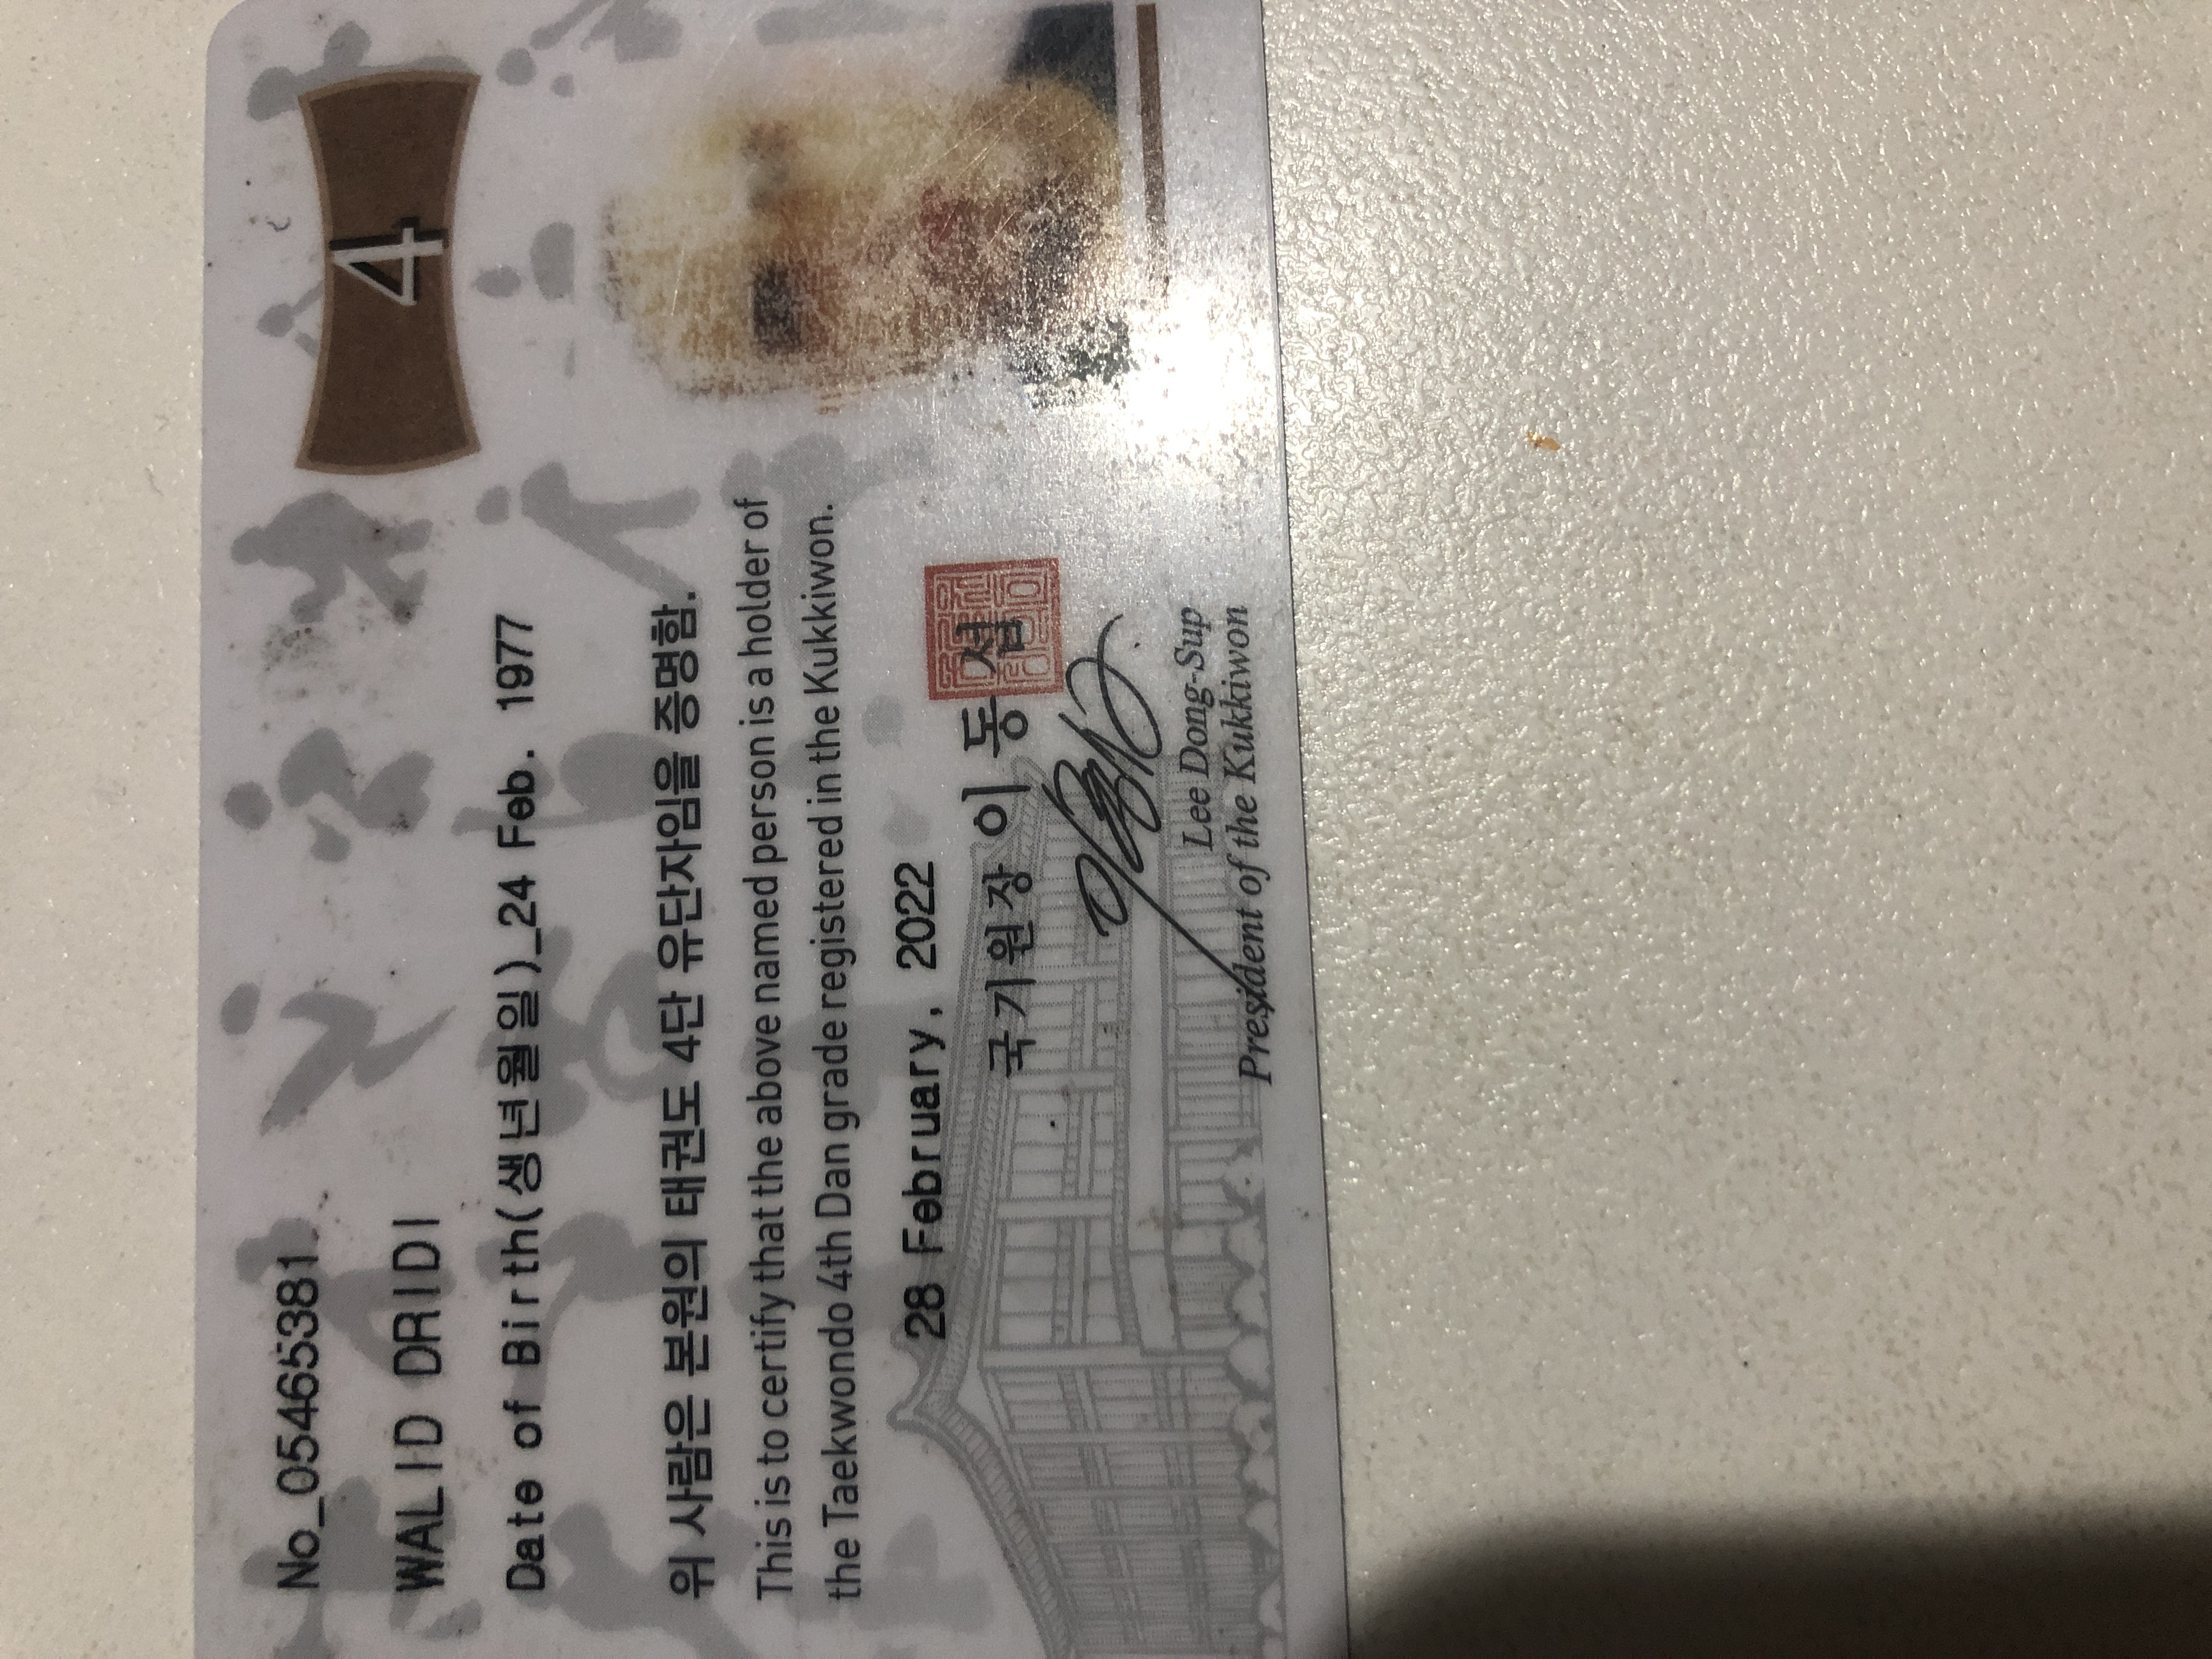 4
No_05465381
WALID DRIDI
Date of Birth(생년월일)_24 Feb. 1977
위 사람은 본원의 태권도 4단 유단자임을 증명함.
This is to certify that the above named person is a holder of
the Taekwondo 4th Dan grade registered in the Kukkiwon.
28 February, 2022
국기원장 이 동 섭
Lee Dong-Sup
President of the Kukkiwon